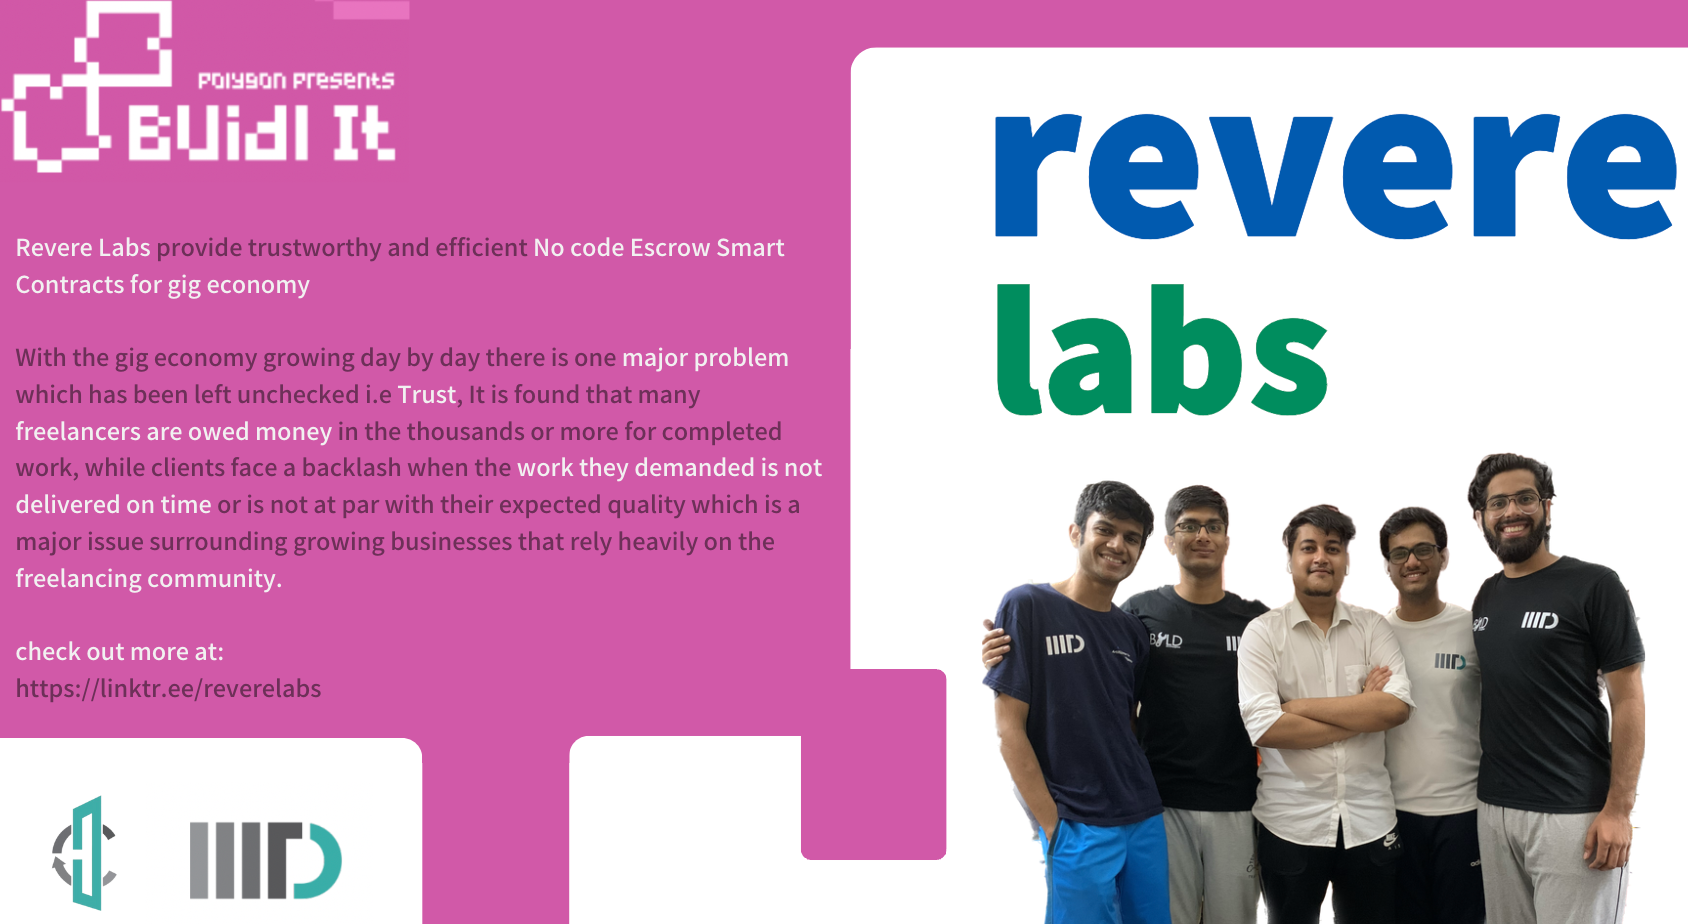 Polygon Presents
BUidl It
Revere Labs provide trustworthy and efficient No code Escrow Smart
Contracts for gig economy
With the gig economy growing day by day there is one major problem
which has been left unchecked i.e Trust, It is found that many
freelancers are owed money in the thousands or more for completed
work, while clients face a backlash when the work they demanded is not
delivered on time or is not at par with their expected quality which is a
major issue surrounding growing businesses that rely heavily on the
freelancing community.
check out more at:
https://linktr.ee/reverelabs
revere
labs
IIITD
IIITD
IIITD
IIITD